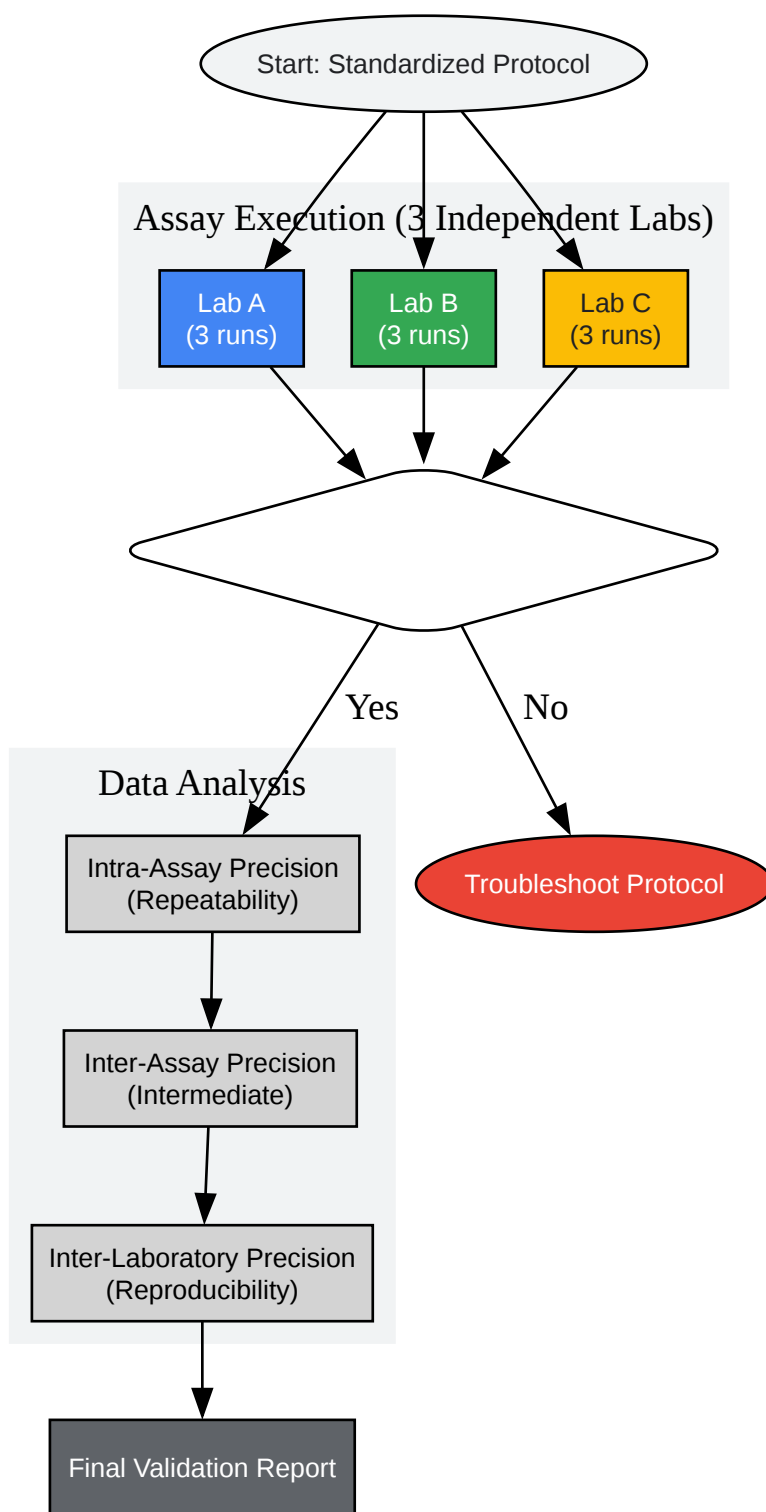 Start: Standardized Protocol
Assay Execution (3 Independent Labs)
Lab A
(3 runs)
Lab B
(3 runs)
Lab C
(3 runs)
Yes
No
Data Analysis
Intra-Assay Precision
(Repeatability)
Troubleshoot Protocol
Inter-Assay Precision
(Intermediate)
Inter-Laboratory Precision
(Reproducibility)
Final Validation Report